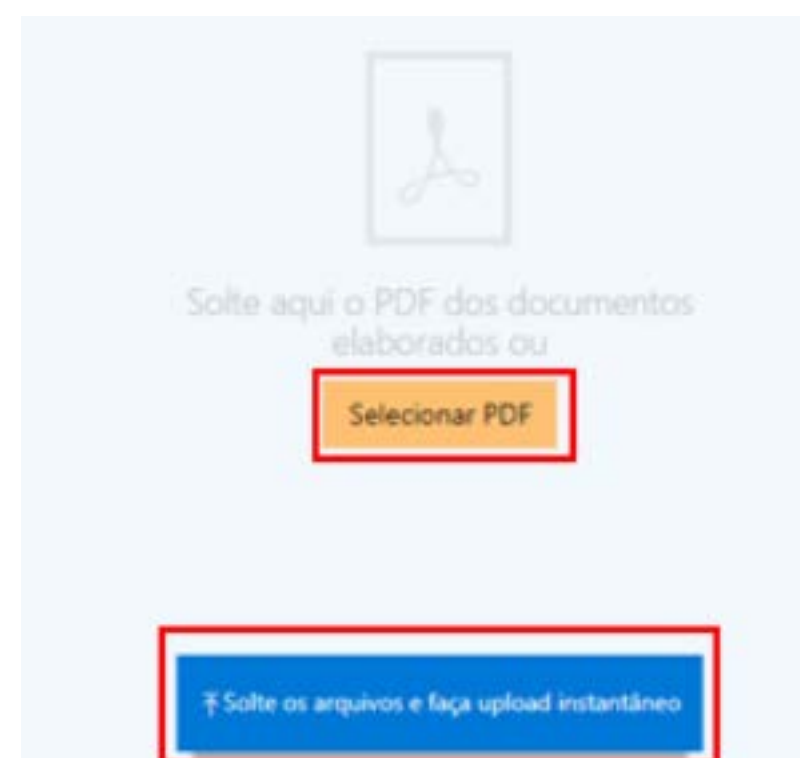 Solte aqui o PDF dos documentos
elaborados ou
Selecionar PDF
Solte os arquivos e faça upload instantâneo